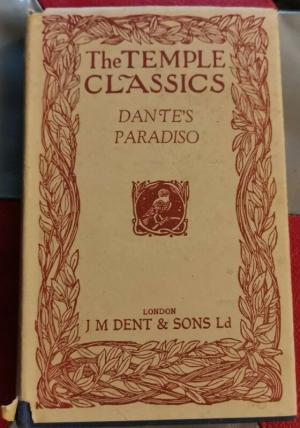 The TEMPLE
CLASSICS
DANTE'S
PARADISO
LONDON
J M DENT & SONS Ld